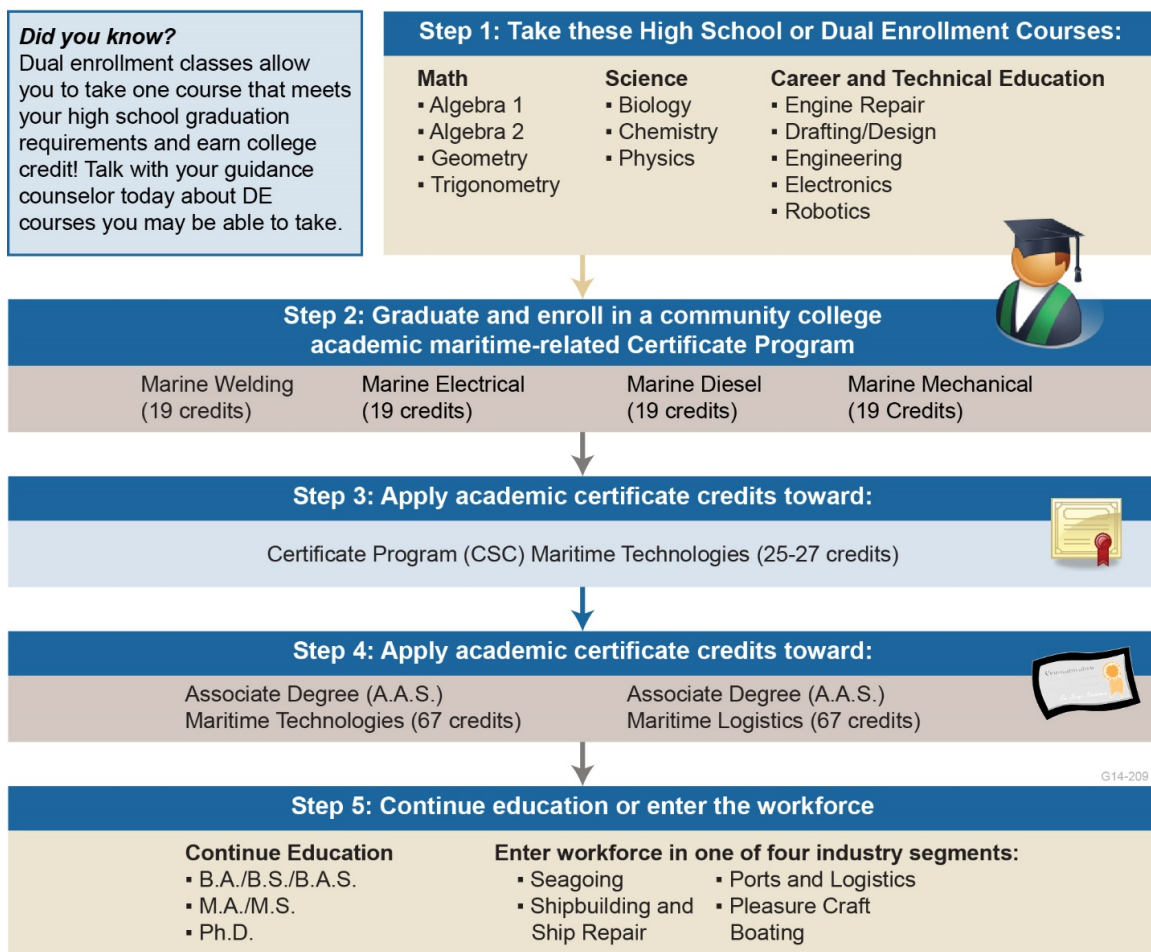 Did you know?
Dual enrollment classes allow
you to take one course that meets
your high school graduation
requirements and earn college
credit! Talk with your guidance
counselor today about DE
courses you may be able to take.
Step 1: Take these High School or Dual Enrollment Courses:
Math
▪ Algebra 1
▪ Algebra 2
▪ Geometry
▪ Trigonometry
Science
▪ Biology
▪ Chemistry
▪ Physics
Career and Technical Education
▪ Engine Repair
▪ Drafting/Design
▪ Engineering
▪ Electronics
▪ Robotics
Step 2: Graduate and enroll in a community college
academic maritime-related Certificate Program
Marine Welding
(19 credits)
Marine Electrical
(19 credits)
Marine Diesel
(19 credits)
Marine Mechanical
(19 Credits)
Step 3: Apply academic certificate credits toward:
Certificate Program (CSC) Maritime Technologies (25-27 credits)
Step 4: Apply academic certificate credits toward:
Associate Degree (A.A.S.)
Maritime Technologies (67 credits)
Associate Degree (A.A.S.)
Maritime Logistics (67 credits)
G14-209
Step 5: Continue education or enter the workforce
Continue Education
▪ B.A./B.S./B.A.S.
▪ M.A./M.S.
▪ Ph.D.
Enter workforce in one of four industry segments:
▪ Seagoing
▪ Shipbuilding and
Ship Repair
▪ Ports and Logistics
▪ Pleasure Craft
Boating